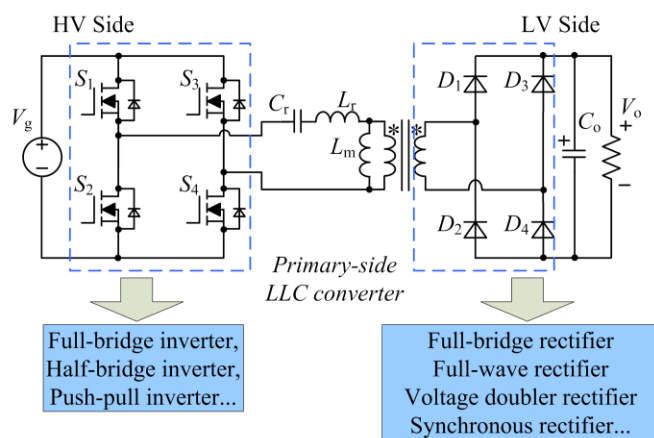 HV Side
LV Side
S1
S3
D1
D3
Cr
Lr
Lm
* *
Vg
+
−
Co
+
Vo
+
−
S2
S4
D2
D4
Primary-side
LLC converter
Full-bridge inverter,
Half-bridge inverter,
Push-pull inverter...
Full-bridge rectifier
Full-wave rectifier
Voltage doubler rectifier
Synchronous rectifier...